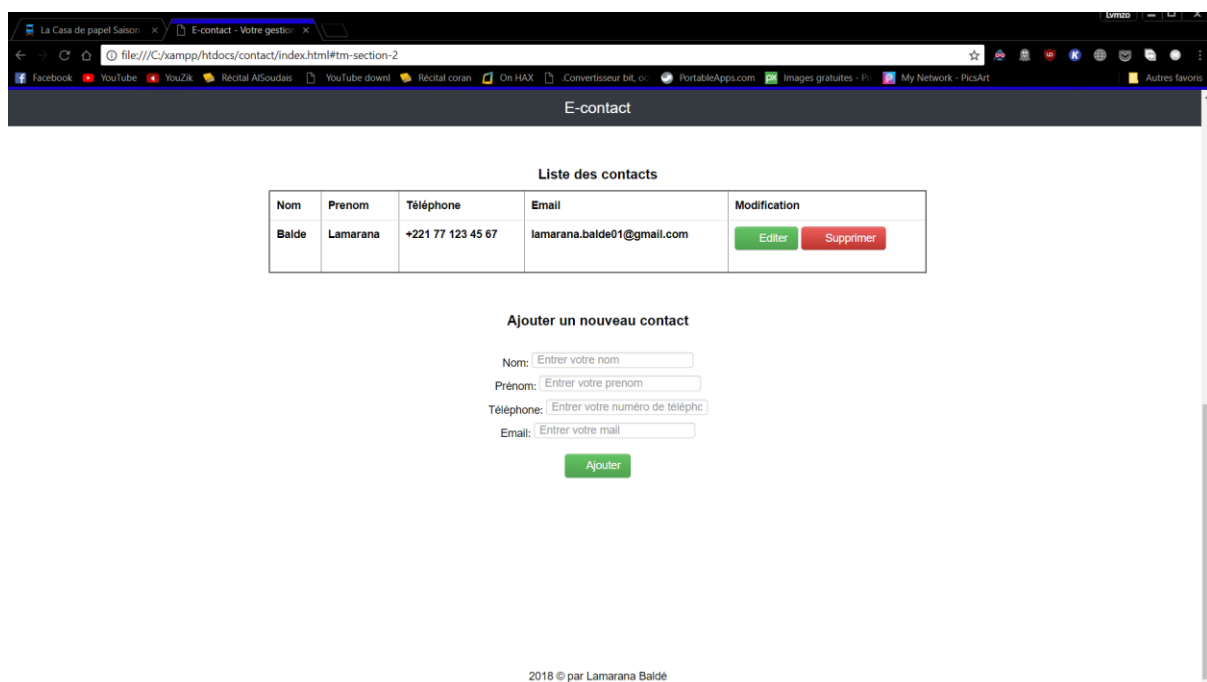 Lvmzo
La Casa de papel Saison
E-contact - Votre gestion
file:///C:/xampp/htdocs/contact/index.html#tm-section-2
Facebook YouTube YouZik Récital AlSoudais YouTube downl Récital coran On HAX .Convertisseur bit, oc PortableApps.com Images gratuites - Pi My Network - PicsArt Autres favoris
E-contact
Liste des contacts
Nom Prenom Téléphone Email Modification
Balde Lamarana +221 77 123 45 67 lamarana.balde01@gmail.com Editer Supprimer
Ajouter un nouveau contact
Nom: Entrer votre nom
Prénom: Entrer votre prenom
Téléphone: Entrer votre numéro de téléphc
Email: Entrer votre mail
Ajouter
2018 © par Lamarana Baldé